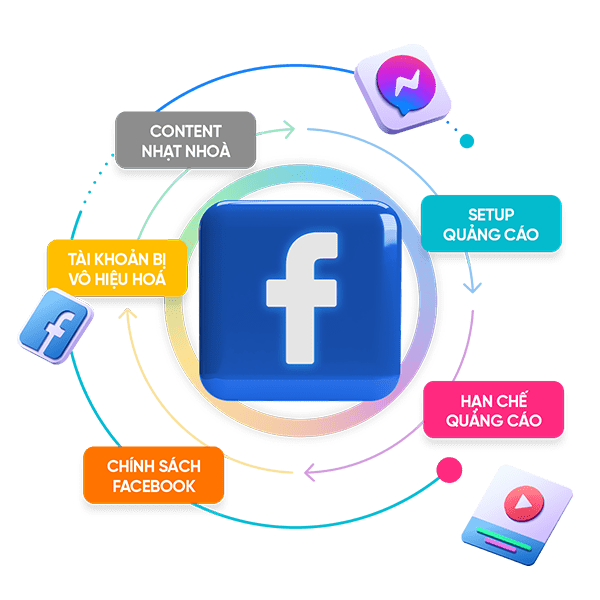 CONTENT
NHẠT NHOÀ
SETUP
QUẢNG CÁO
TÀI KHOẢN BỊ
VÔ HIỆU HOÁ
HẠN CHẾ
QUẢNG CÁO
CHÍNH SÁCH
FACEBOOK